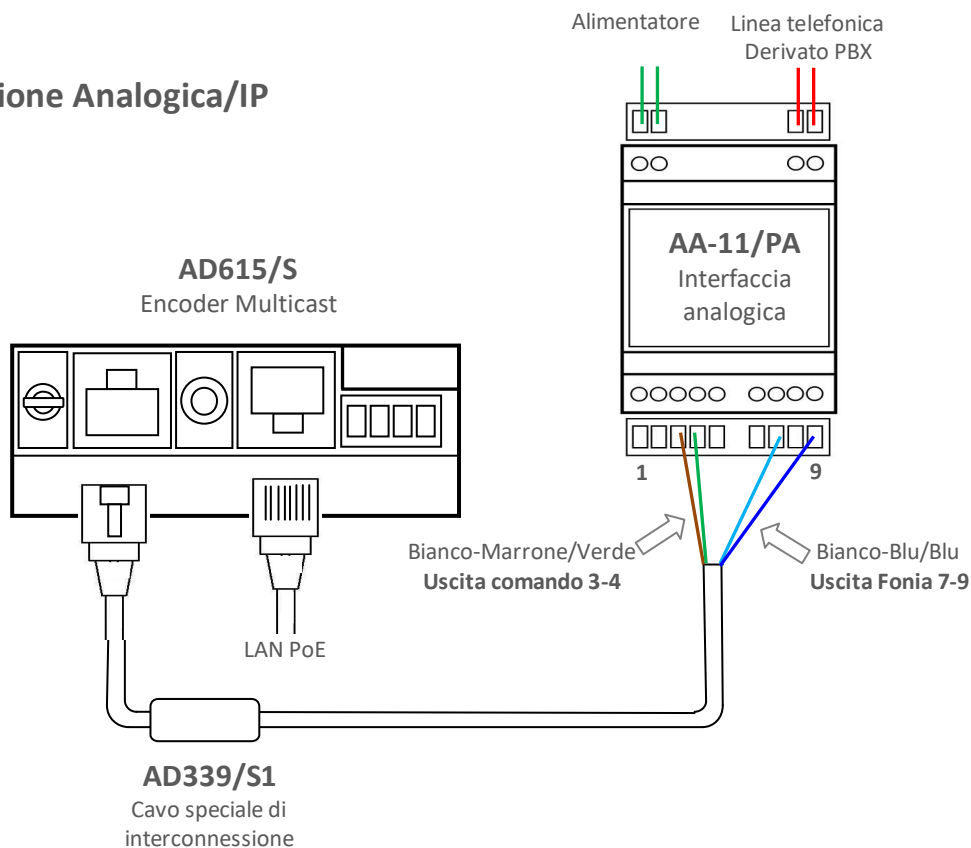 Alimentatore
Linea telefonica
Derivato PBX
ione Analogica/IP
AA-11/PA
Interfaccia
analogica
AD615/S
Encoder Multicast
1
9
Bianco-Marrone/Verde
Uscita comando 3-4
Bianco-Blu/Blu
Uscita Fonia 7-9
LAN PoE
AD339/S1
Cavo speciale di
interconnessione